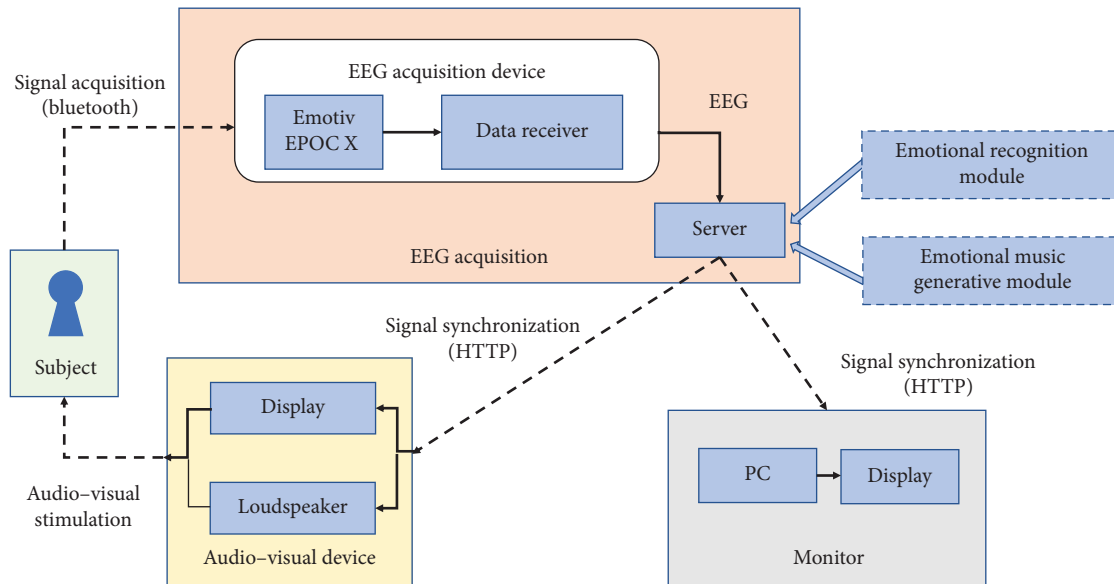 Signal acquisition
(bluetooth)
EEG acquisition device
Emotiv
EPOC X
Data receiver
EEG
Server
EEG acquisition
Emotional recognition
module
Emotional music
generative module
Subject
Signal synchronization
(HTTP)
Signal synchronization
(HTTP)
Display
Loudspeaker
Audio–visual device
Audio–visual
stimulation
PC
Display
Monitor